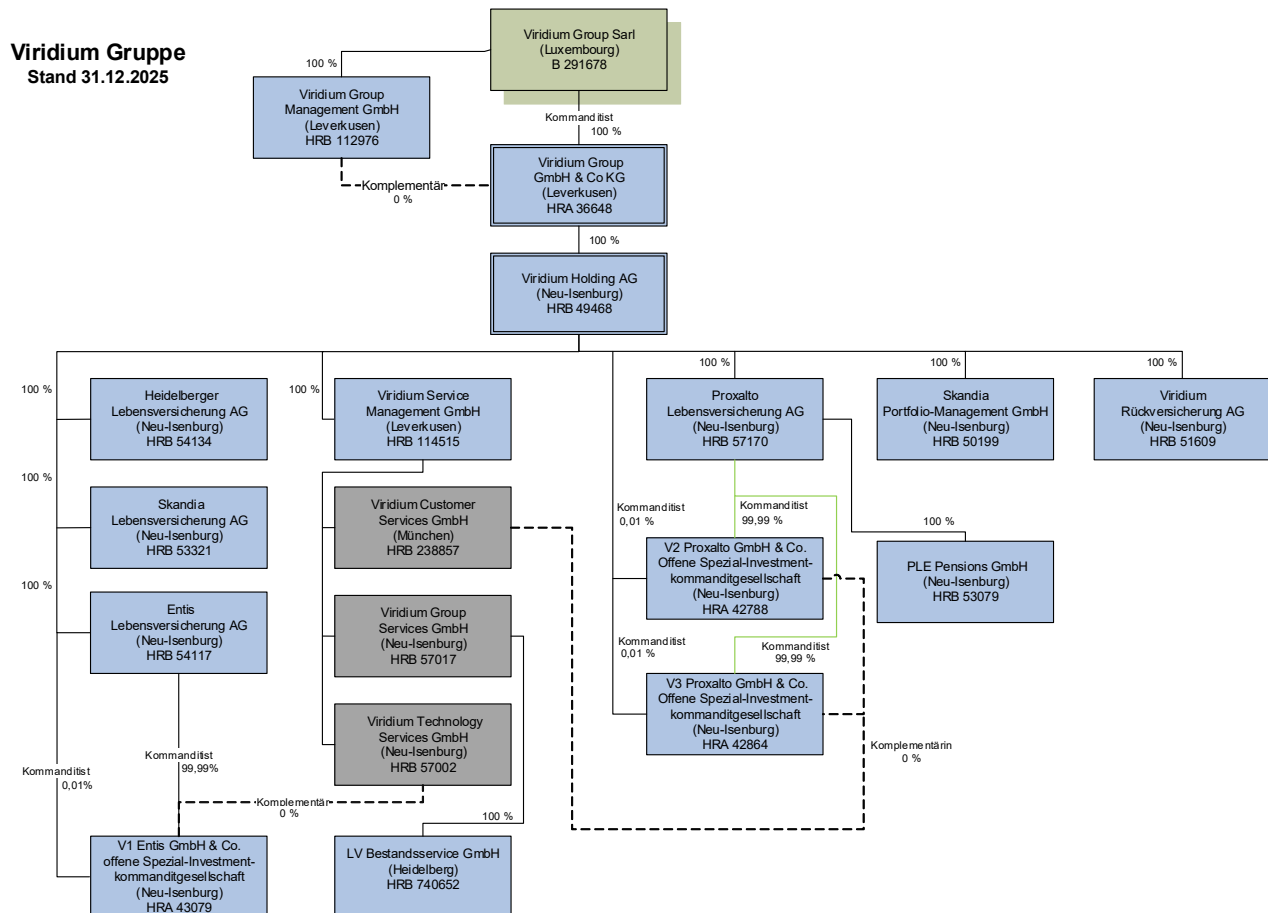 Viridium Gruppe
Stand 31.12.2025
Viridium Group Sarl
(Luxembourg)
B 291678
100 %
Viridium Group
Management GmbH
(Leverkusen)
HRB 112976
Kommanditist
100 %
Komplementär
0 %
Viridium Group
GmbH & Co KG
(Leverkusen)
HRA 36648
100 %
Viridium Holding AG
(Neu-Isenburg)
HRB 49468
100 %
Heidelberger
Lebensversicherung AG
(Neu-Isenburg)
HRB 54134
100 %
Viridium Service
Management GmbH
(Leverkusen)
HRB 114515
100 %
Proxalto
Lebensversicherung AG
(Neu-Isenburg)
HRB 57170
100 %
Skandia
Portfolio-Management GmbH
(Neu-Isenburg)
HRB 50199
100 %
Viridium
Rückversicherung AG
(Neu-Isenburg)
HRB 51609
100 %
Skandia
Lebensversicherung AG
(Neu-Isenburg)
HRB 53321
Viridium Customer
Services GmbH
(München)
HRB 238857
Kommanditist
0,01 %
Kommanditist
99,99 %
V2 Proxalto GmbH & Co.
Offene Spezial-Investment-
kommanditgesellschaft
(Neu-Isenburg)
HRA 42788
100 %
PLE Pensions GmbH
(Neu-Isenburg)
HRB 53079
100 %
Entis
Lebensversicherung AG
(Neu-Isenburg)
HRB 54117
Viridium Group
Services GmbH
(Neu-Isenburg)
HRB 57017
Kommanditist
0,01 %
Kommanditist
99,99 %
V3 Proxalto GmbH & Co.
Offene Spezial-Investment-
kommanditgesellschaft
(Neu-Isenburg)
HRA 42864
Viridium Technology
Services GmbH
(Neu-Isenburg)
HRB 57002
Komplementärin
0 %
Kommanditist
99,99%
Kommanditist
0,01%
Komplementär
0 %
100 %
V1 Entis GmbH & Co.
offene Spezial-Investment-
kommanditgesellschaft
(Neu-Isenburg)
HRA 43079
LV Bestandsservice GmbH
(Heidelberg)
HRB 740652